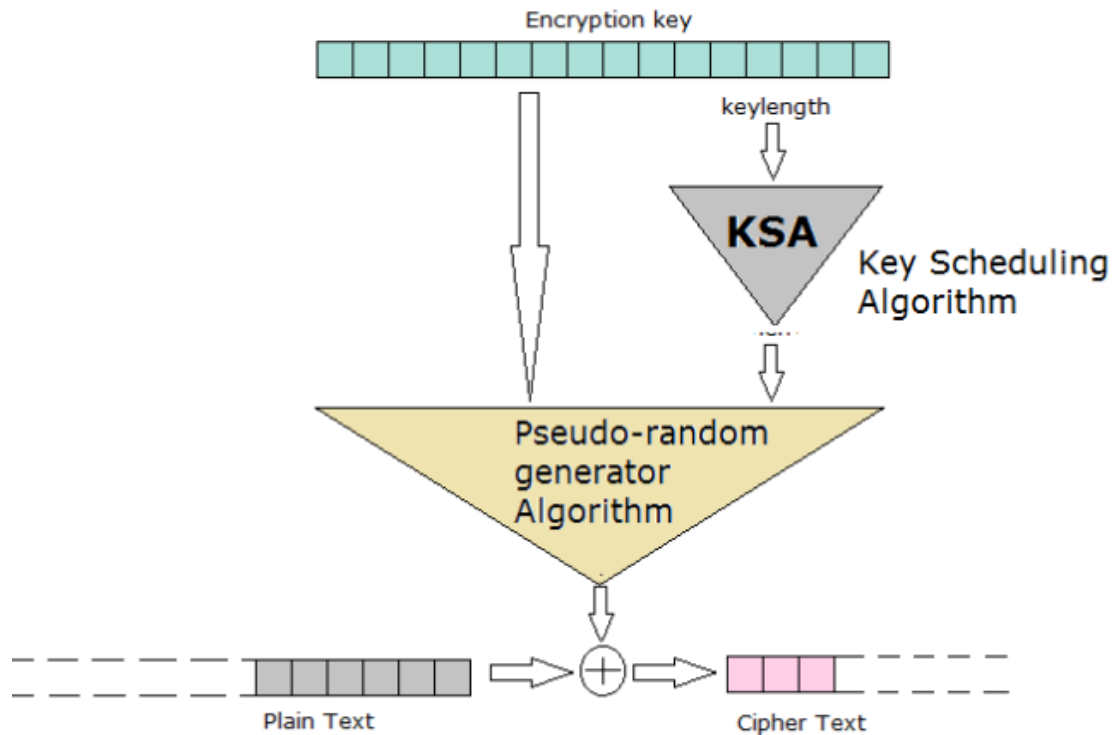 Encryption key
keylength
KSA
Key Scheduling
Algorithm
Pseudo-random
generator
Algorithm
Plain Text
Cipher Text